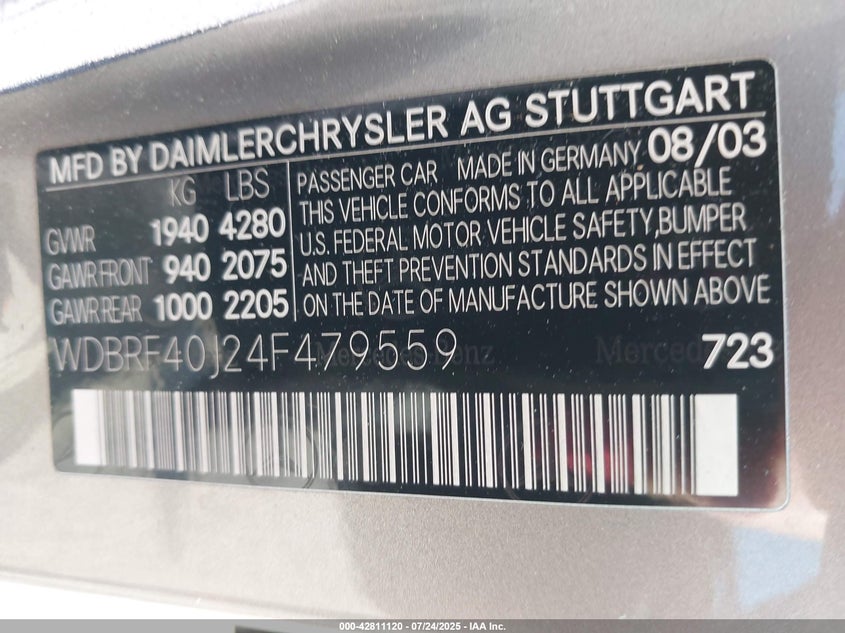 MFD BY DAIMLERCHRYSLER AG STUTTGART
KG LBS
GVWR 1940 4280
GAWR FRONT 940 2075
GAWR REAR 1000 2205
PASSENGER CAR MADE IN GERMANY 08/03
THIS VEHICLE CONFORMS TO ALL APPLICABLE
U.S. FEDERAL MOTOR VEHICLE SAFETY, BUMPER
AND THEFT PREVENTION STANDARDS IN EFFECT
ON THE DATE OF MANUFACTURE SHOWN ABOVE
WDBRF40J24F479559 723
Mercedes-Benz
000-42811120 - 07/24/2025 - IAA Inc.